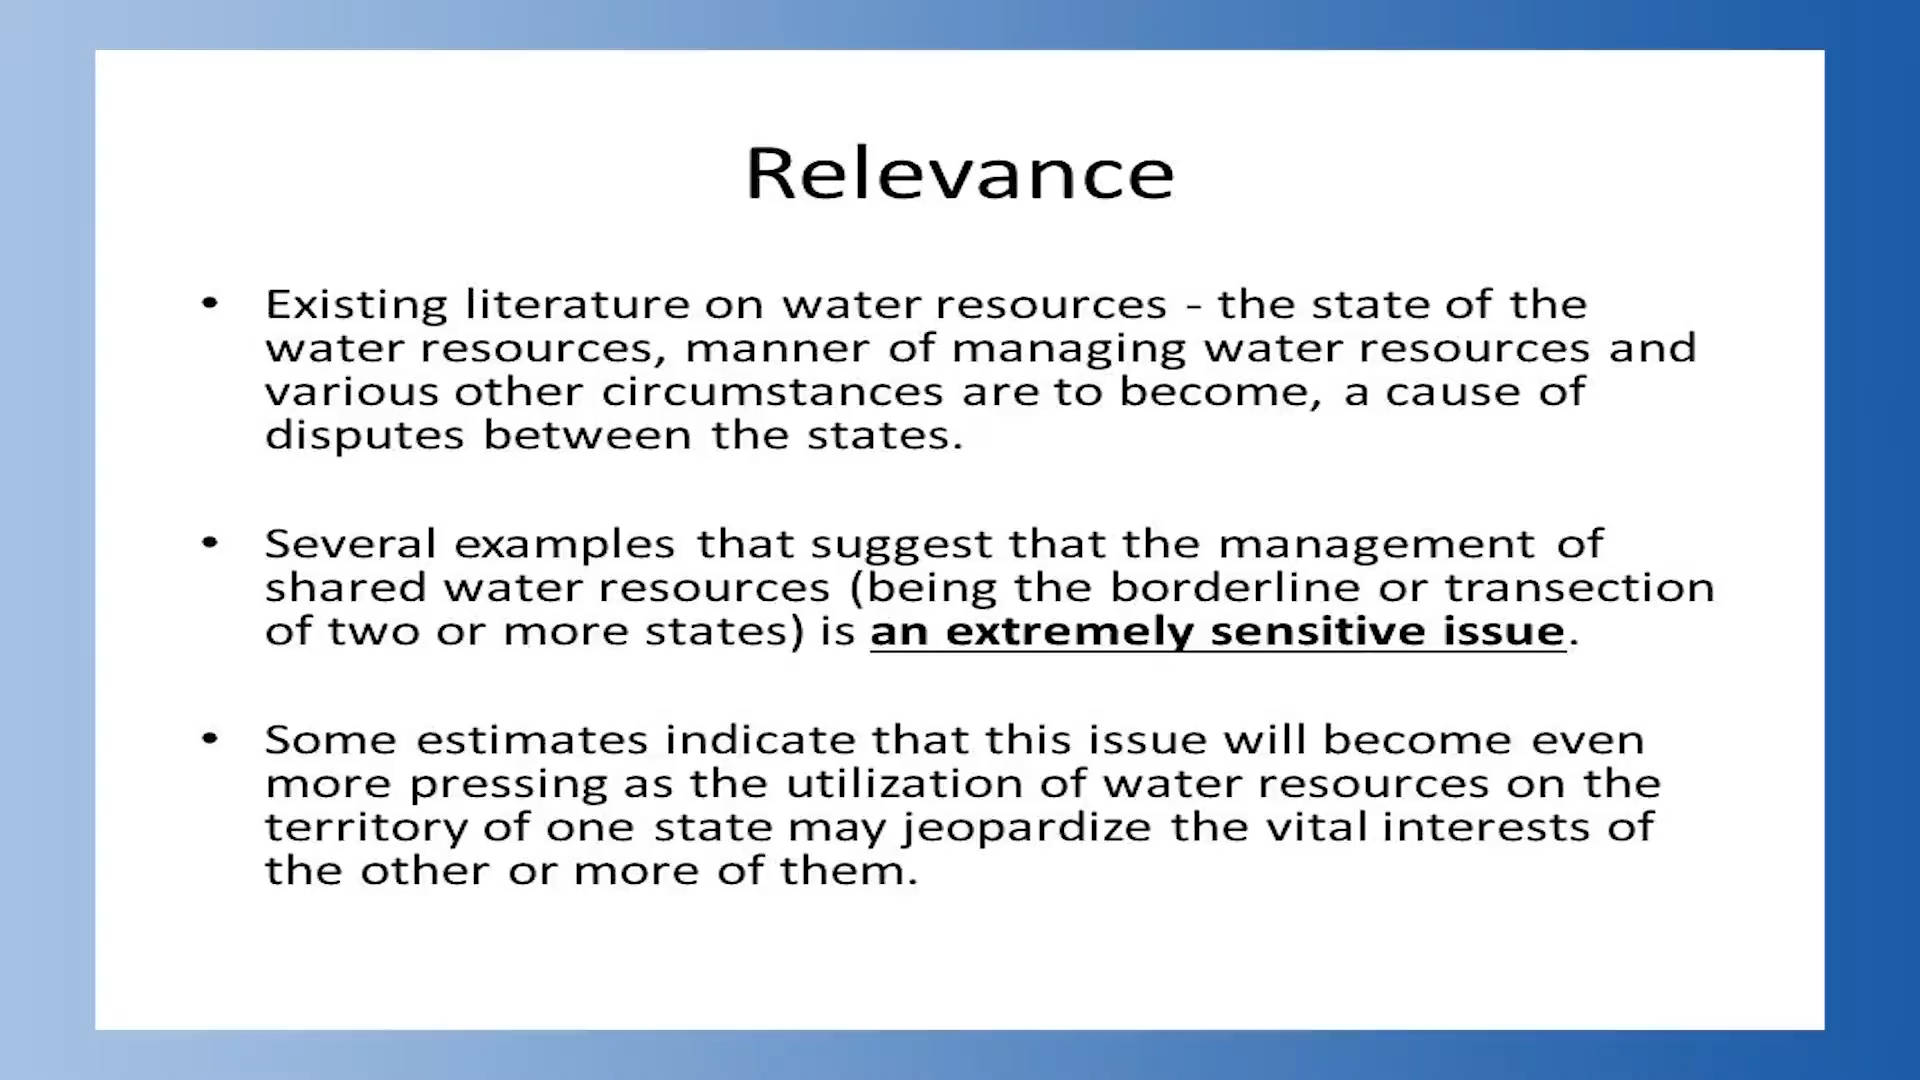 Relevance
• Existing literature on water resources - the state of the
water resources, manner of managing water resources and
various other circumstances are to become, a cause of
disputes between the states.
• Several examples that suggest that the management of
shared water resources (being the borderline or transection
of two or more states) is an extremely sensitive issue.
• Some estimates indicate that this issue will become even
more pressing as the utilization of water resources on the
territory of one state may jeopardize the vital interests of
the other or more of them.